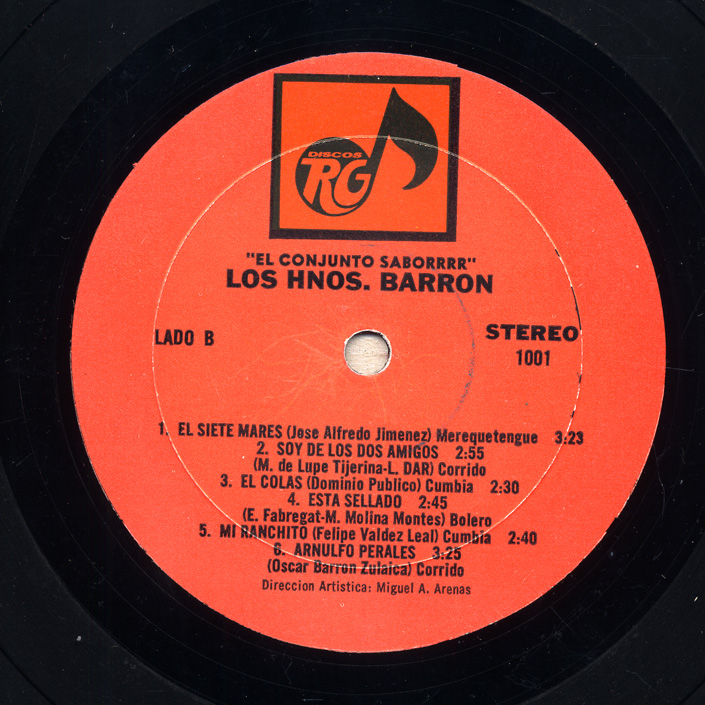 DISCOS
RG
"EL CONJUNTO SABORRRR"
LOS HNOS. BARRON
LADO B
STEREO
1001
1. EL SIETE MARES (Jose Alfredo Jimenez) Merequetengue 3:23
2. SOY DE LOS DOS AMIGOS 2:55
(M. de Lupe Tijerina-L. DAR) Corrido
3. EL COLAS (Dominio Publico) Cumbia 2:30
4. ESTA SELLADO 2:45
(E. Fabregat-M. Molina Montes) Bolero
5. MI RANCHITO (Felipe Valdez Leal) Cumbia 2:40
6. ARNULFO PERALES 3:25
(Oscar Barron Zulaica) Corrido
Direccion Artistica: Miguel A. Arenas